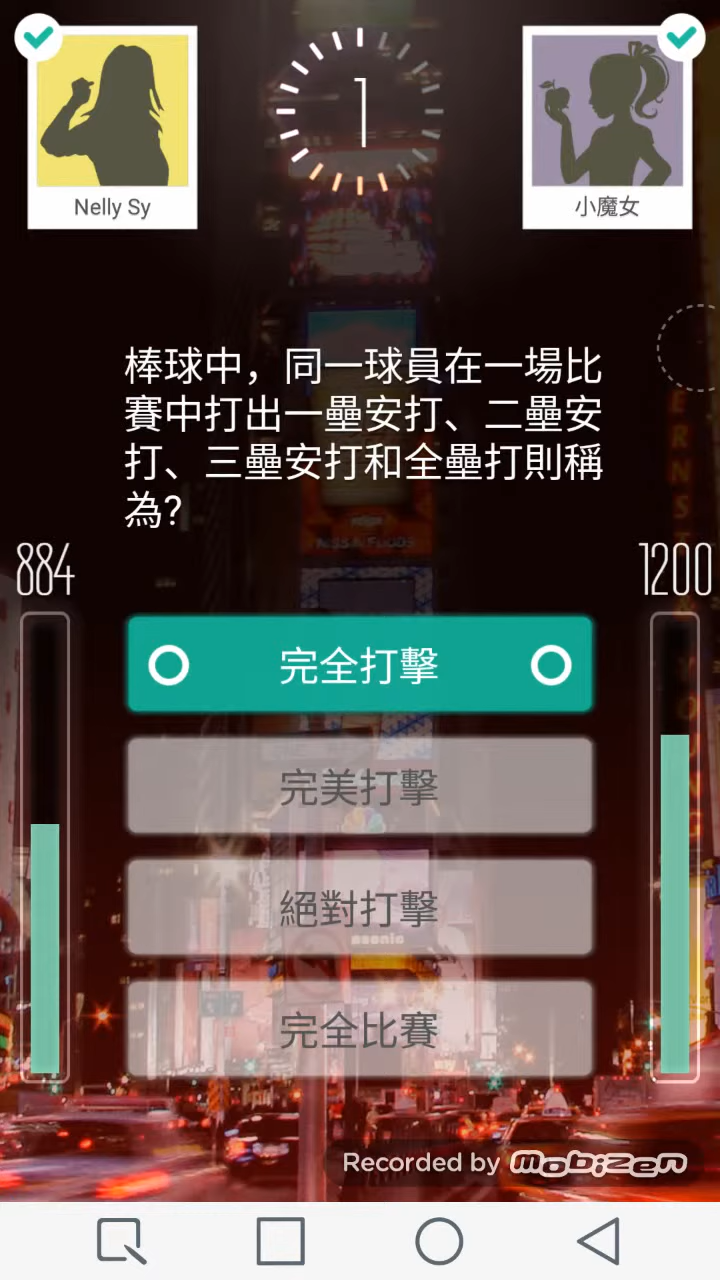 1
Nelly Sy
小魔女
棒球中，同一球員在一場比
賽中打出一壘安打、二壘安
打、三壘安打和全壘打則稱
為?
884
1200
完全打擊
完美打擊
絕對打擊
完全比賽
Recorded by mobizen